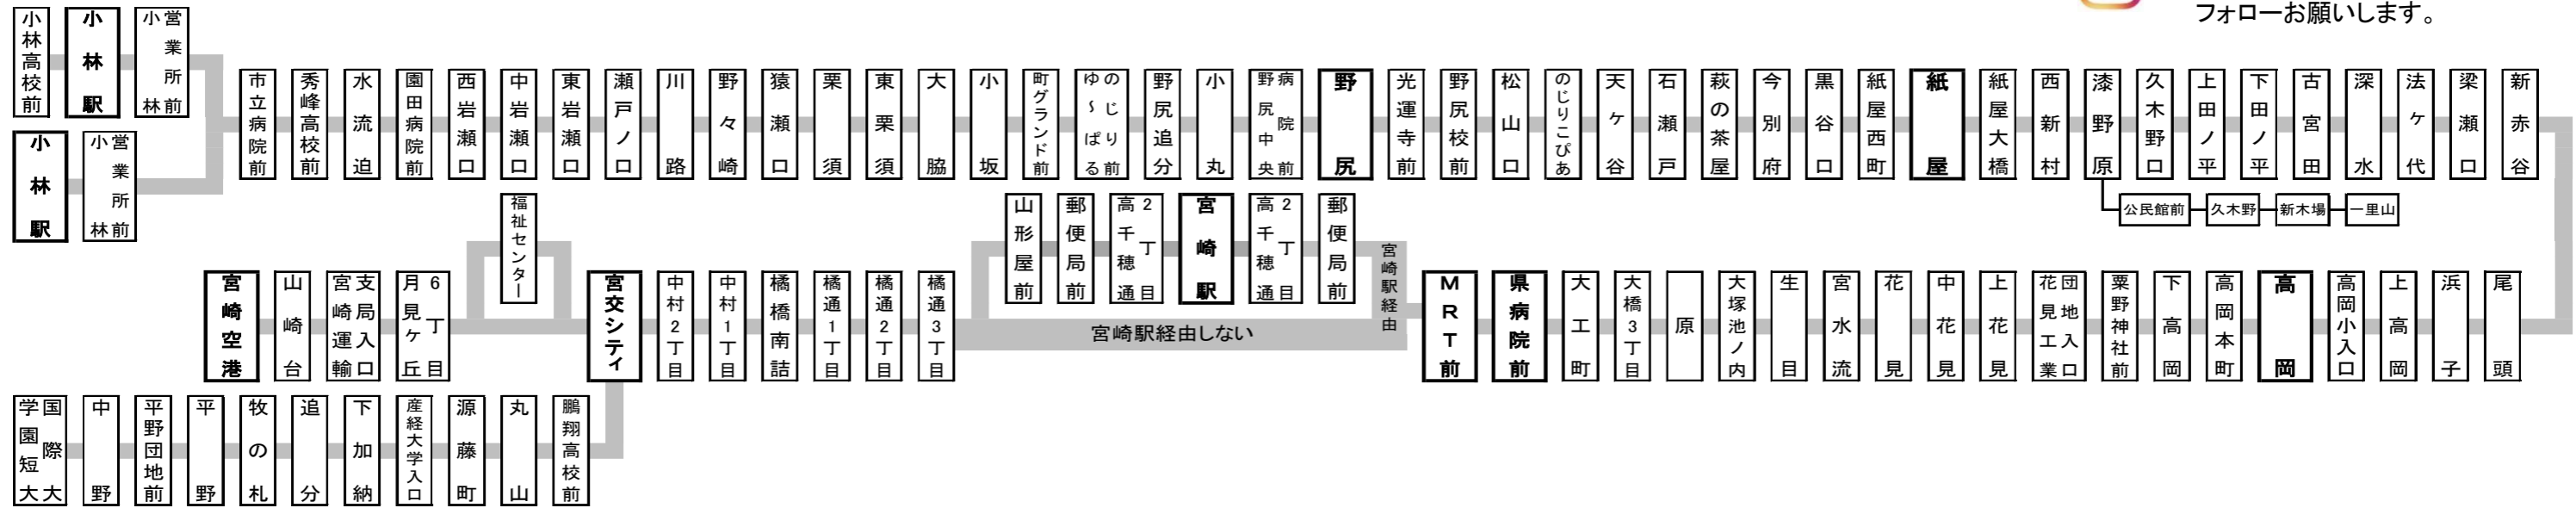 フォローお願いします。
小林高校前
小林駅
小林営業所前
小林駅
小林営業所前
市立病院前
秀峰高校前
水流迫
園田病院前
西岩瀬口
中岩瀬口
東岩瀬口
瀬戸ノ口
川路
野々崎
猿瀬口
栗須
東栗須
大脇
小坂
町グランド前
のじり
ゆ～ぱる前
野尻追分
小丸
野尻中央病院前
野尻
光運寺前
野尻校前
松山口
のじりこぴあ
天ヶ谷
石瀬戸
萩の茶屋
今別府
黒谷口
紙屋西町
紙屋
紙屋大橋
西新村
漆野原
久木野口
上田ノ平
下田ノ平
古宮田
深水
法ヶ代
梁瀬口
新赤谷
公民館前
久木野
新木場
一里山
尾頭
浜子
上高岡
高岡小入口
高岡
高岡本町
下高岡
粟野神社前
花見工業団地入口
上花見
中花見
花見
宮水流
生目
大塚池ノ内
原
大橋3丁目
大工町
県病院前
MRT前
宮崎駅経由
郵便局前
高千穂通2丁目
宮崎駅
高千穂通2丁目
郵便局前
山形屋前
宮崎駅経由しない
橘通3丁目
橘通2丁目
橘通1丁目
橘橋南詰
中村1丁目
中村2丁目
宮交シティ
福祉センター
月見ヶ丘6丁目
宮崎運輸支局入口
山崎台
宮崎空港
鵬翔高校前
丸山
源藤町
産経大学入口
下加納
追分
牧の札
平野
平野団地前
中野
学園短大国際大